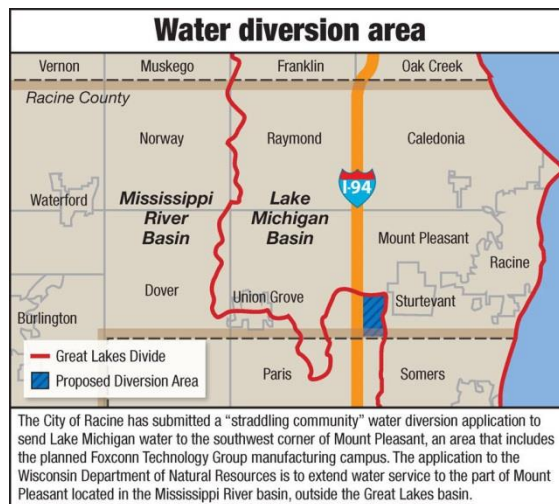 Water diversion area
Vernon
Muskego
Franklin
Oak Creek
Racine County
Norway
Raymond
Caledonia
I-94
Waterford
Mississippi
River
Basin
Lake
Michigan
Basin
Mount Pleasant
Racine
Dover
Union Grove
Sturtevant
Burlington
Great Lakes Divide
Proposed Diversion Area
Paris
Somers
The City of Racine has submitted a “straddling community” water diversion application to
send Lake Michigan water to the southwest corner of Mount Pleasant, an area that includes
the planned Foxconn Technology Group manufacturing campus. The application to the
Wisconsin Department of Natural Resources is to extend water service to the part of Mount
Pleasant located in the Mississippi River basin, outside the Great Lakes basin.